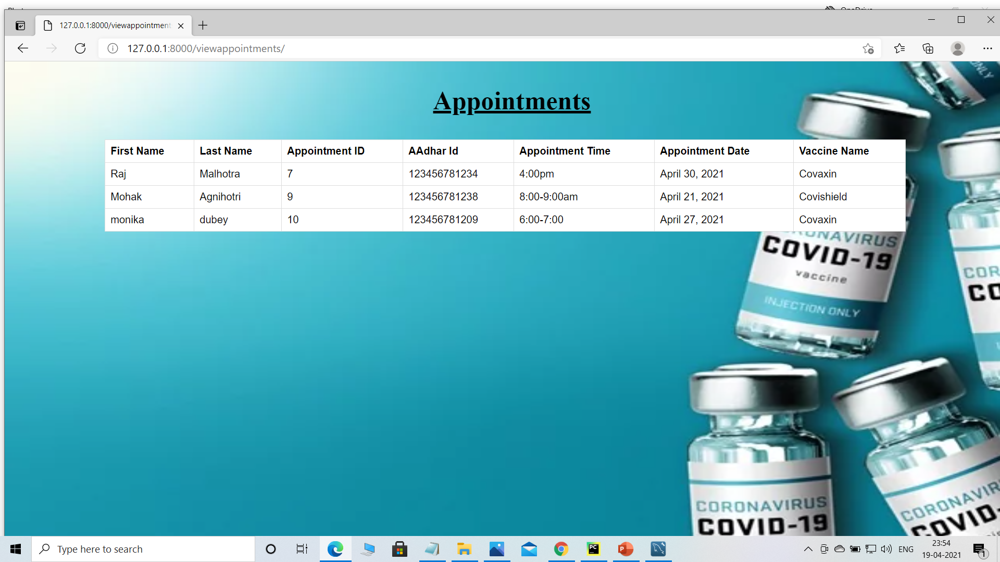 OneDrive
127.0.0.1:8000/viewappointment
127.0.0.1:8000/viewappointments/
Appointments
First Name Last Name Appointment ID AAdhar Id Appointment Time Appointment Date Vaccine Name
Raj Malhotra 7 123456781234 4:00pm April 30, 2021 Covaxin
Mohak Agnihotri 9 123456781238 8:00-9:00am April 21, 2021 Covishield
monika dubey 10 123456781209 6:00-7:00 April 27, 2021 Covaxin
ONLY
CORONAVIRUS
COVID-19
vaccine
INJECTION ONLY
COR
CO
CORONAVIRUS
COVID-19
CORONAVIR
COVID-
Type here to search
PC
P
ENG
23:54
19-04-2021
1